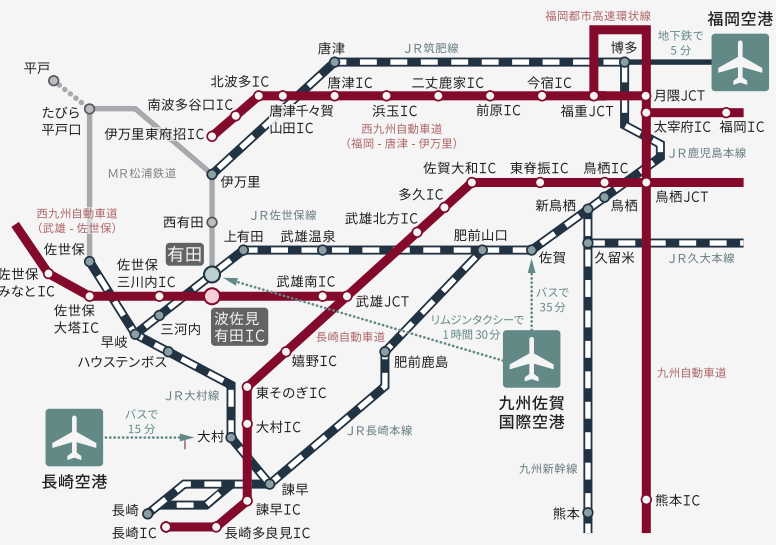 福岡都市高速環状線
福岡空港
地下鉄で
5分
唐津
JR筑肥線
博多
平戸
北波多IC
唐津IC
二丈鹿家IC
今宿IC
月隈JCT
たびら
平戸口
南波多谷口IC
唐津千々賀
山田IC
浜玉IC
前原IC
福重JCT
太宰府IC
福岡IC
伊万里東府招IC
西九州自動車道
(福岡 - 唐津 - 伊万里)
JR鹿児島本線
MR松浦鉄道
伊万里
佐賀大和IC
東脊振IC
鳥栖IC
多久IC
鳥栖JCT
西九州自動車道
(武雄 - 佐世保)
西有田
JR佐世保線
武雄北方IC
新鳥栖
鳥栖
佐世保
有田
上有田
武雄温泉
肥前山口
佐賀
久留米
JR久大本線
佐世保
みなとIC
佐世保
三川内IC
武雄南IC
武雄JCT
バスで
35分
佐世保
大塔IC
三河内
波佐見
有田IC
リムジンタクシーで
1時間30分
早岐
長崎自動車道
ハウステンボス
嬉野IC
肥前鹿島
九州自動車道
JR大村線
東そのぎIC
九州佐賀
国際空港
バスで
15分
大村
大村IC
JR長崎本線
長崎空港
九州新幹線
諫早
長崎
諫早IC
熊本
熊本IC
長崎IC
長崎多良見IC